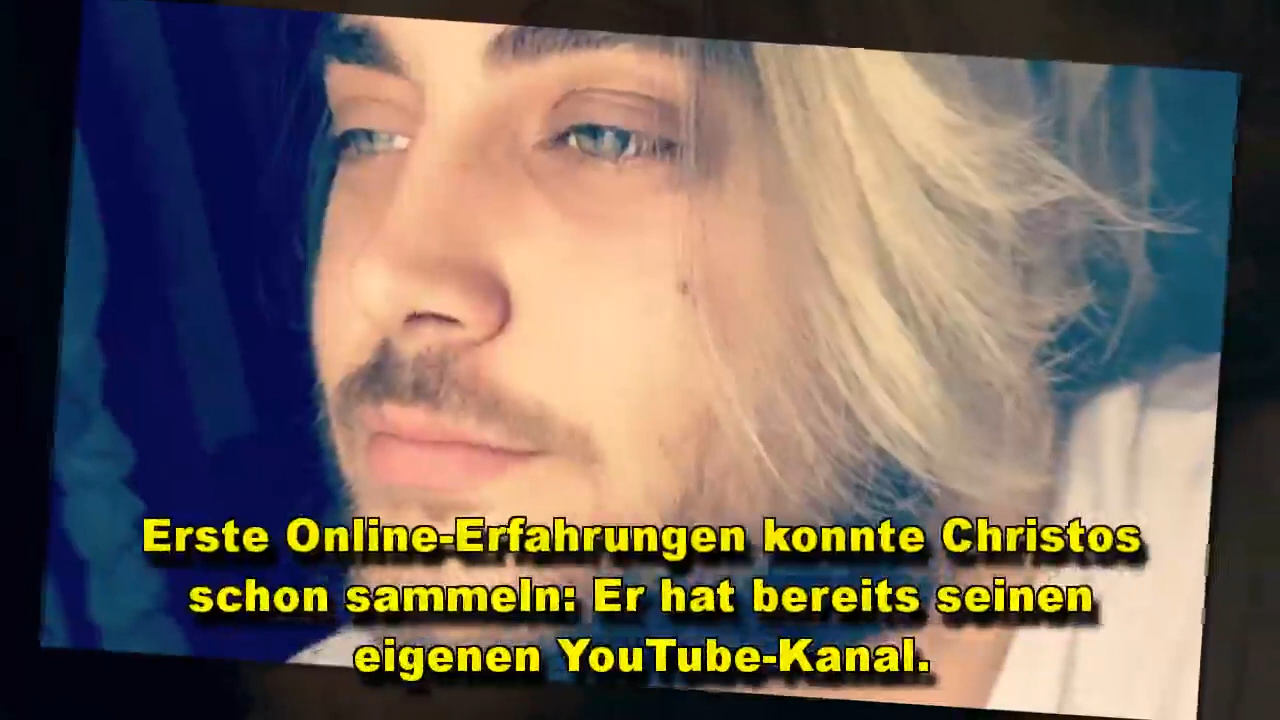 Erste Online-Erfahrungen konnte Christos
schon sammeln: Er hat bereits seinen
eigenen YouTube-Kanal.